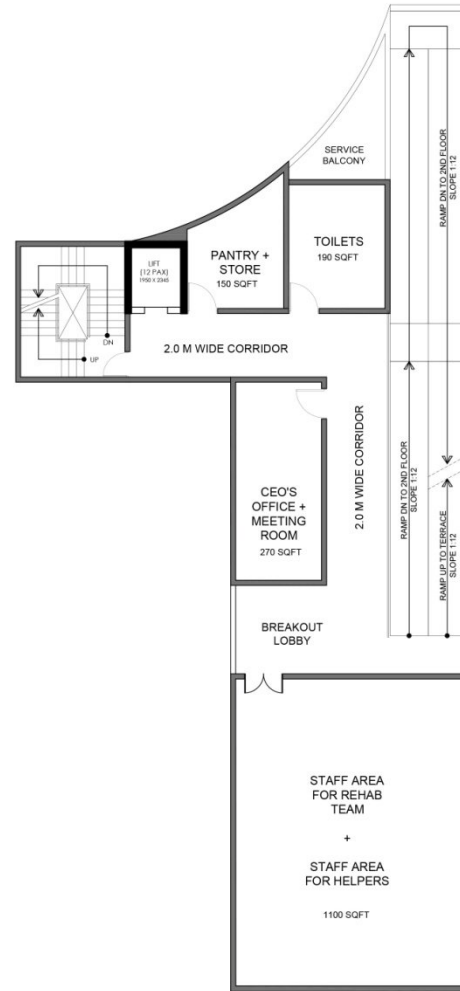 SERVICE
BALCONY
RAMP DN TO 2ND FLOOR
SLOPE 1:12
LIFT
(12 PAX)
1950 X 2345
PANTRY +
STORE
150 SQFT
TOILETS
190 SQFT
DN
UP
2.0 M WIDE CORRIDOR
CEO'S
OFFICE +
MEETING
ROOM
270 SQFT
2.0 M WIDE CORRIDOR
RAMP DN TO 2ND FLOOR
SLOPE 1:12
RAMP UP TO TERRACE
SLOPE 1:12
BREAKOUT
LOBBY
STAFF AREA
FOR REHAB
TEAM
+
STAFF AREA
FOR HELPERS
1100 SQFT